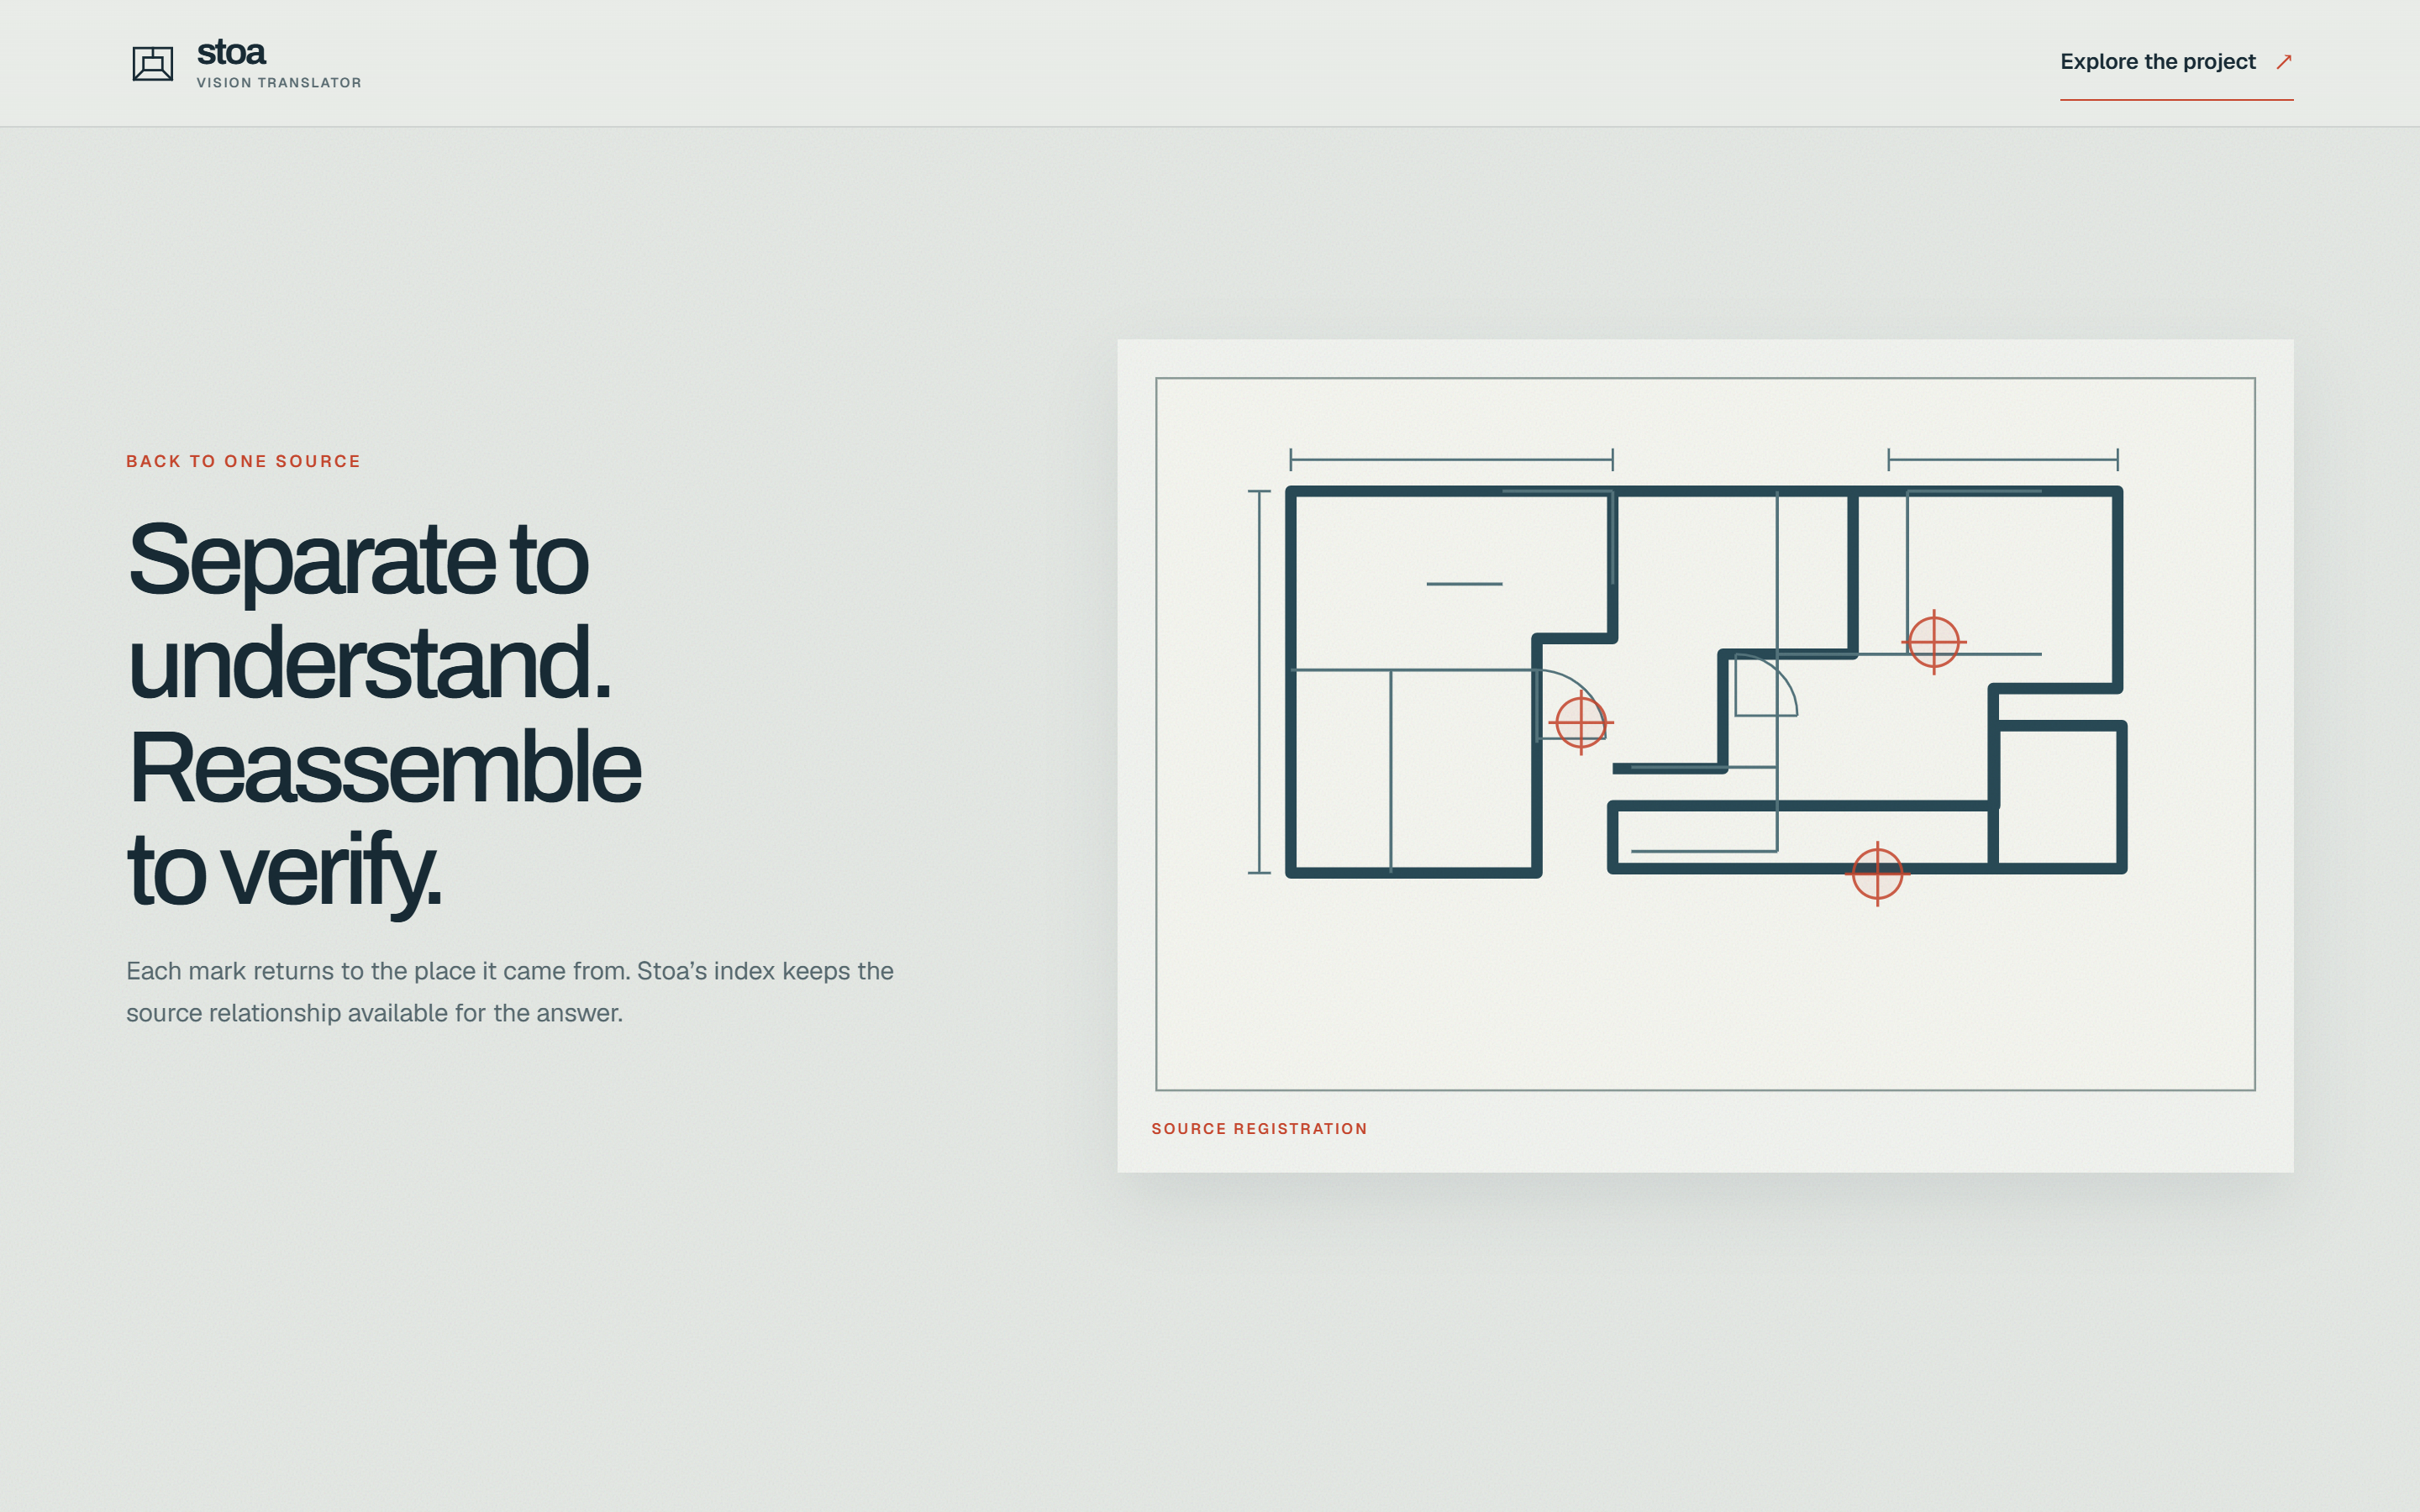 stoa
VISION TRANSLATOR
Explore the project ↗
BACK TO ONE SOURCE
Separate to
understand.
Reassemble
to verify.
Each mark returns to the place it came from. Stoa’s index keeps the
source relationship available for the answer.
SOURCE REGISTRATION